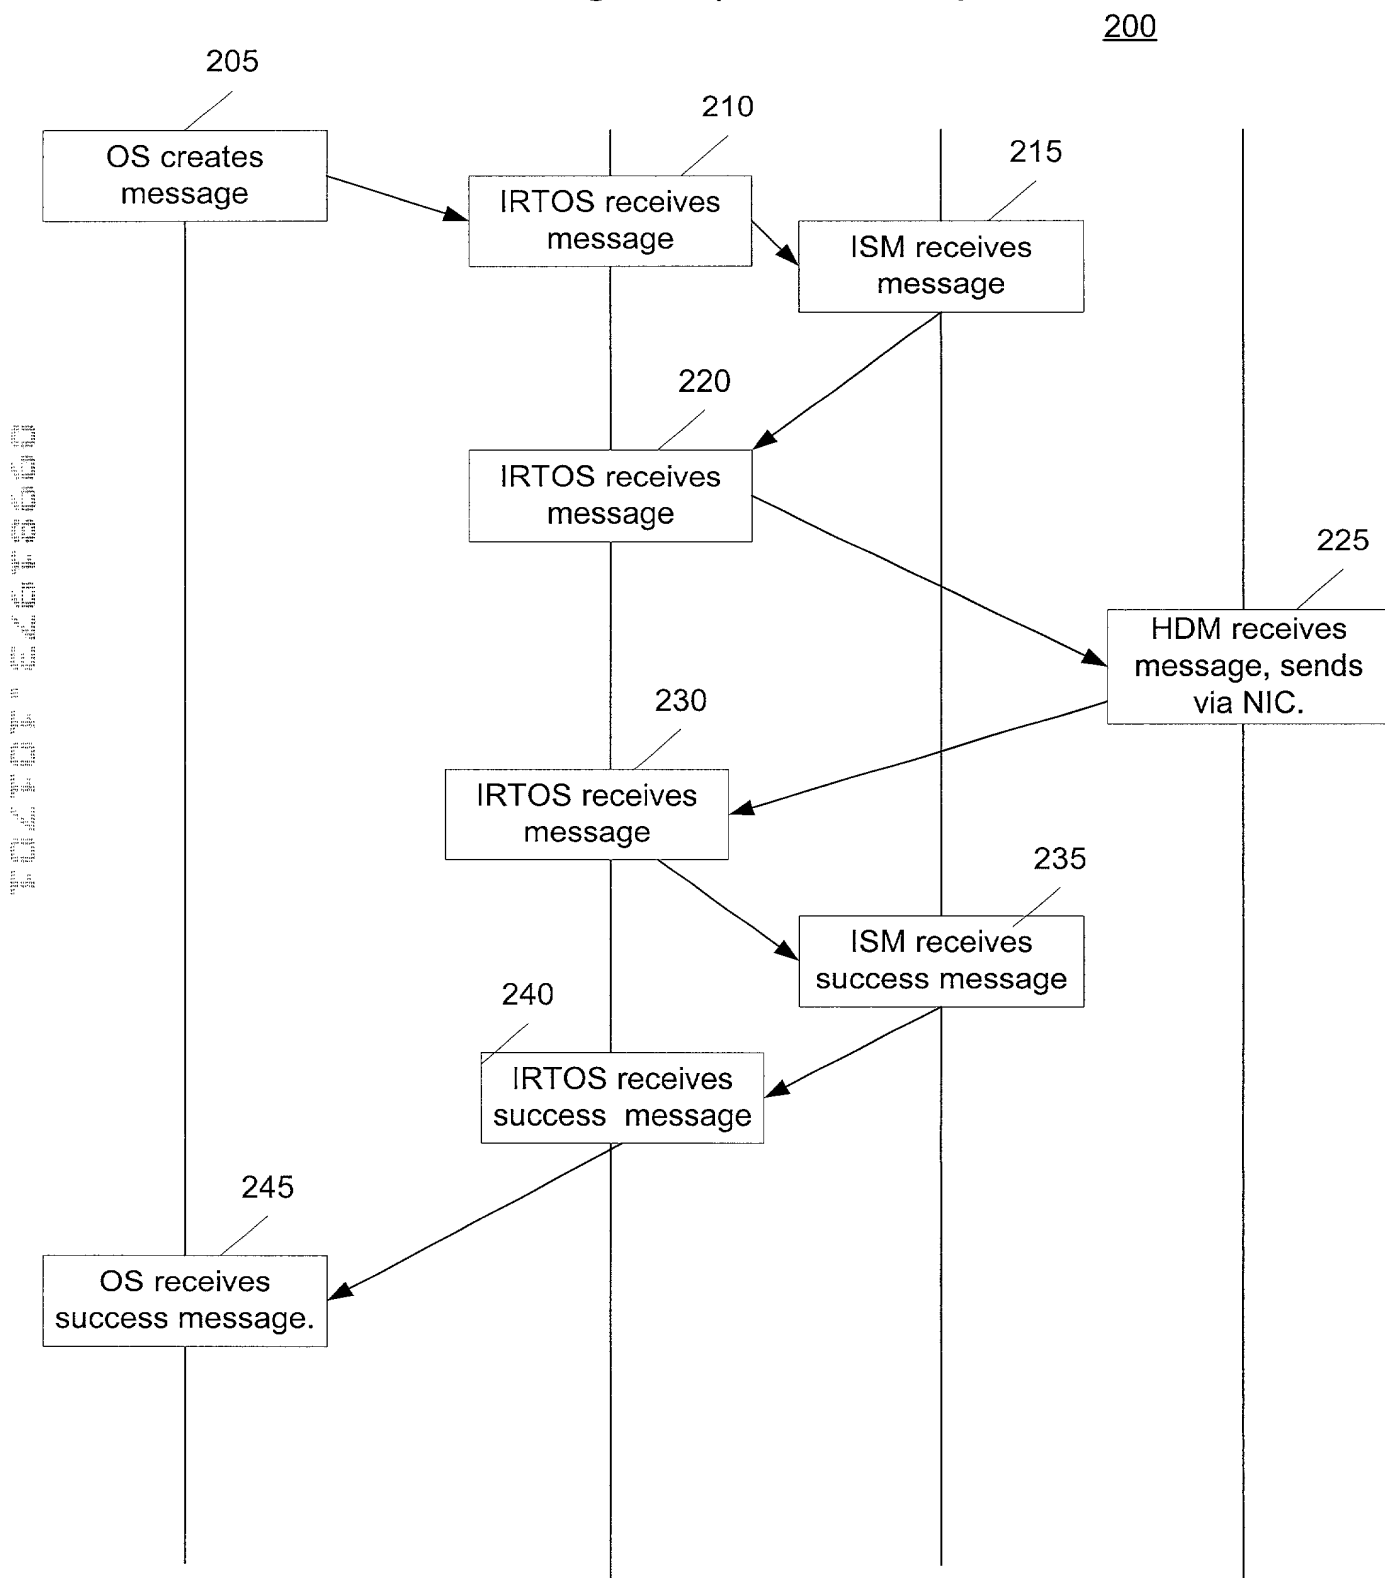 200
205
OS creates
message
210
IRTOS receives
message
215
ISM receives
message
220
IRTOS receives
message
225
HDM receives
message, sends
via NIC.
230
IRTOS receives
message
235
ISM receives
success message
240
IRTOS receives
success message
245
OS receives
success message.